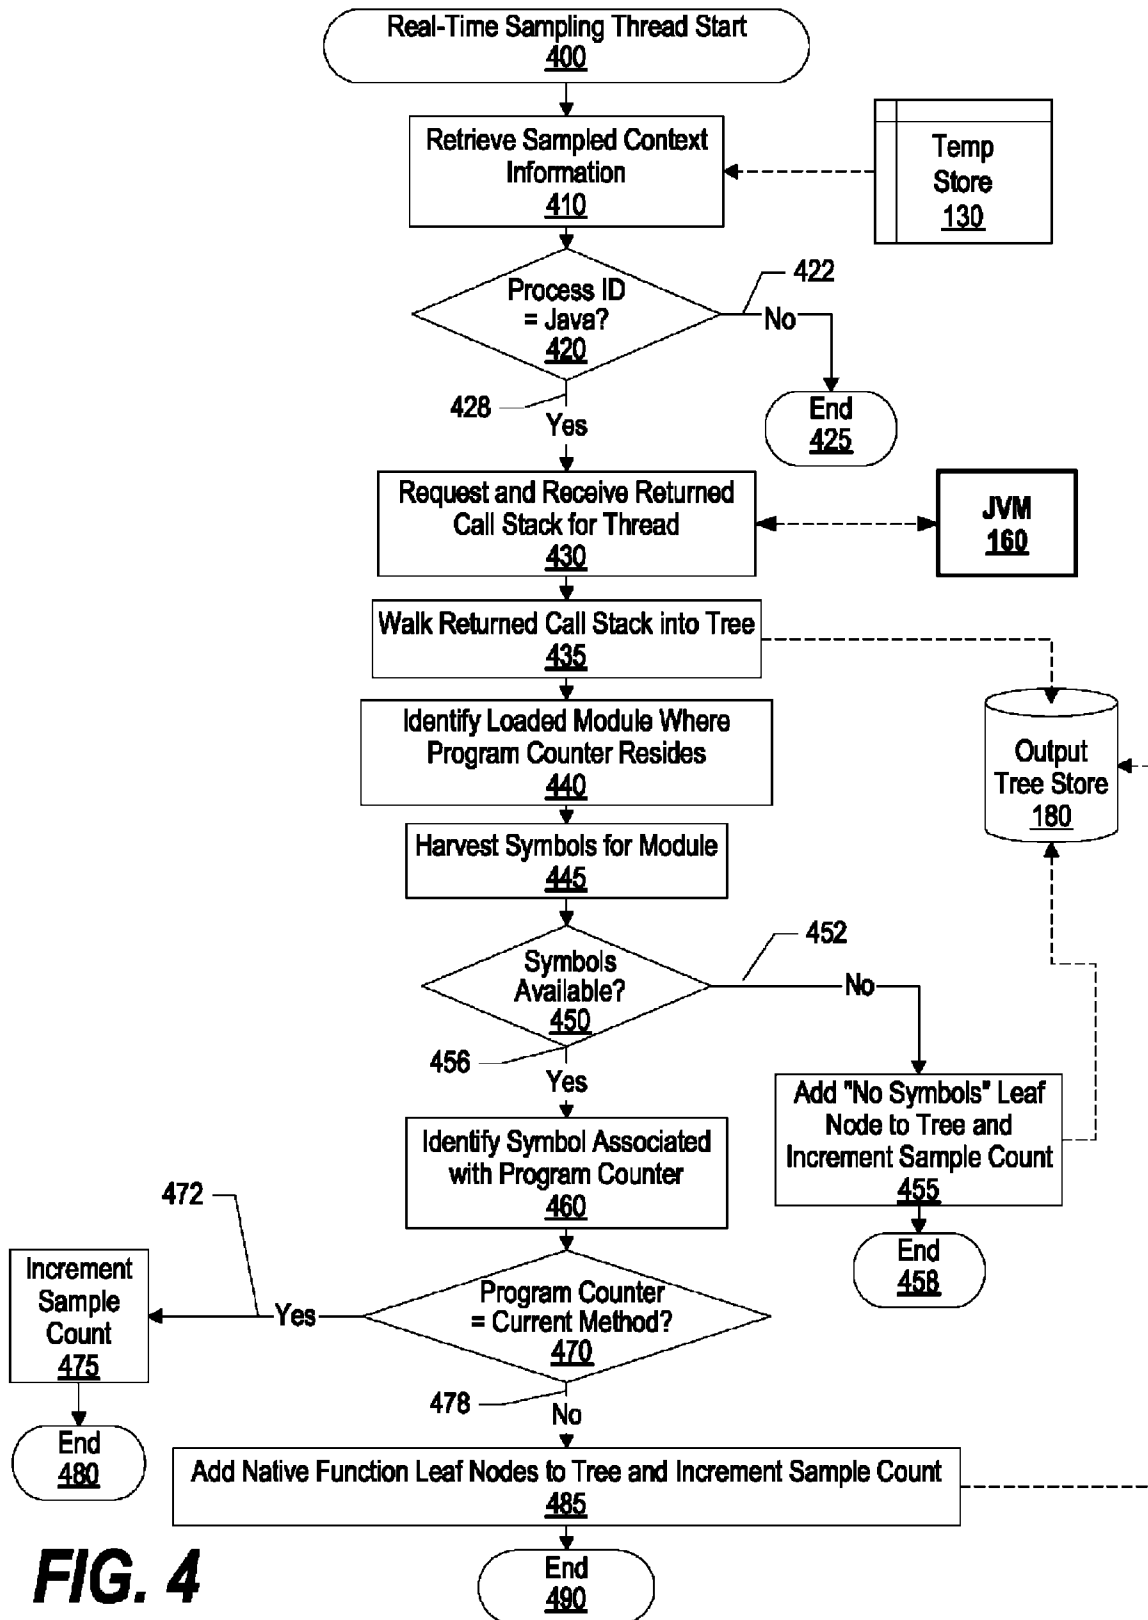 Real-Time Sampling Thread Start
400
Retrieve Sampled Context
Information
410
Temp
Store
130
Process ID
= Java?
420
422
No
End
425
428
Yes
Request and Receive Returned
Call Stack for Thread
430
JVM
160
Walk Returned Call Stack into Tree
435
Identify Loaded Module Where
Program Counter Resides
440
Output
Tree Store
180
Harvest Symbols for Module
445
Symbols
Available?
450
452
No
456
Yes
Add "No Symbols" Leaf
Node to Tree and
Increment Sample Count
455
End
458
Identify Symbol Associated
with Program Counter
460
472
Increment
Sample
Count
475
Yes
Program Counter
= Current Method?
470
478
No
End
480
Add Native Function Leaf Nodes to Tree and Increment Sample Count
485
End
490
FIG. 4